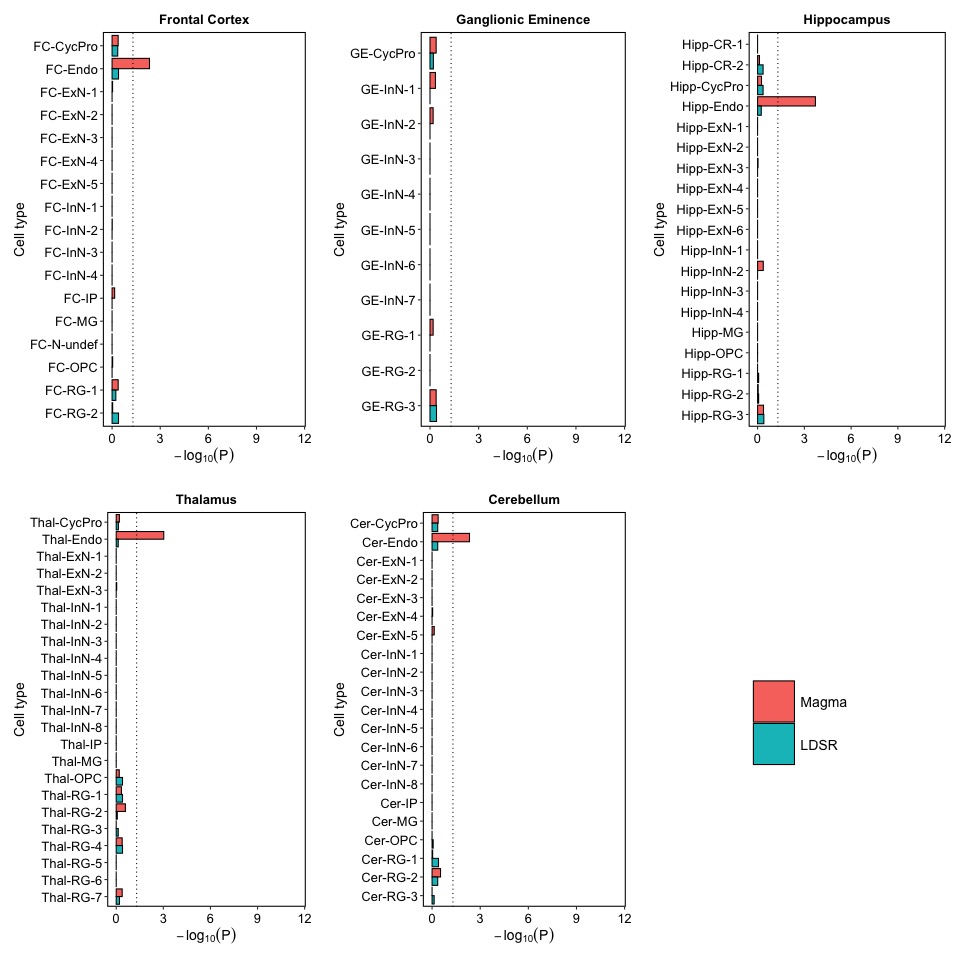 Frontal Cortex
FC-CycPro
FC-Endo
FC-ExN-1
FC-ExN-2
FC-ExN-3
FC-ExN-4
FC-ExN-5
FC-InN-1
FC-InN-2
FC-InN-3
FC-InN-4
FC-IP
FC-MG
FC-N-undef
FC-OPC
FC-RG-1
FC-RG-2
Cell type
0 3 6 9 12
−log10(P)
Ganglionic Eminence
GE-CycPro
GE-InN-1
GE-InN-2
GE-InN-3
GE-InN-4
GE-InN-5
GE-InN-6
GE-InN-7
GE-RG-1
GE-RG-2
GE-RG-3
Cell type
0 3 6 9 12
−log10(P)
Hippocampus
Hipp-CR-1
Hipp-CR-2
Hipp-CycPro
Hipp-Endo
Hipp-ExN-1
Hipp-ExN-2
Hipp-ExN-3
Hipp-ExN-4
Hipp-ExN-5
Hipp-ExN-6
Hipp-InN-1
Hipp-InN-2
Hipp-InN-3
Hipp-InN-4
Hipp-MG
Hipp-OPC
Hipp-RG-1
Hipp-RG-2
Hipp-RG-3
Cell type
0 3 6 9 12
−log10(P)
Thalamus
Thal-CycPro
Thal-Endo
Thal-ExN-1
Thal-ExN-2
Thal-ExN-3
Thal-InN-1
Thal-InN-2
Thal-InN-3
Thal-InN-4
Thal-InN-5
Thal-InN-6
Thal-InN-7
Thal-InN-8
Thal-IP
Thal-MG
Thal-OPC
Thal-RG-1
Thal-RG-2
Thal-RG-3
Thal-RG-4
Thal-RG-5
Thal-RG-6
Thal-RG-7
Cell type
0 3 6 9 12
−log10(P)
Cerebellum
Cer-CycPro
Cer-Endo
Cer-ExN-1
Cer-ExN-2
Cer-ExN-3
Cer-ExN-4
Cer-ExN-5
Cer-InN-1
Cer-InN-2
Cer-InN-3
Cer-InN-4
Cer-InN-5
Cer-InN-6
Cer-InN-7
Cer-InN-8
Cer-IP
Cer-MG
Cer-OPC
Cer-RG-1
Cer-RG-2
Cer-RG-3
Cell type
0 3 6 9 12
−log10(P)
Magma
LDSR